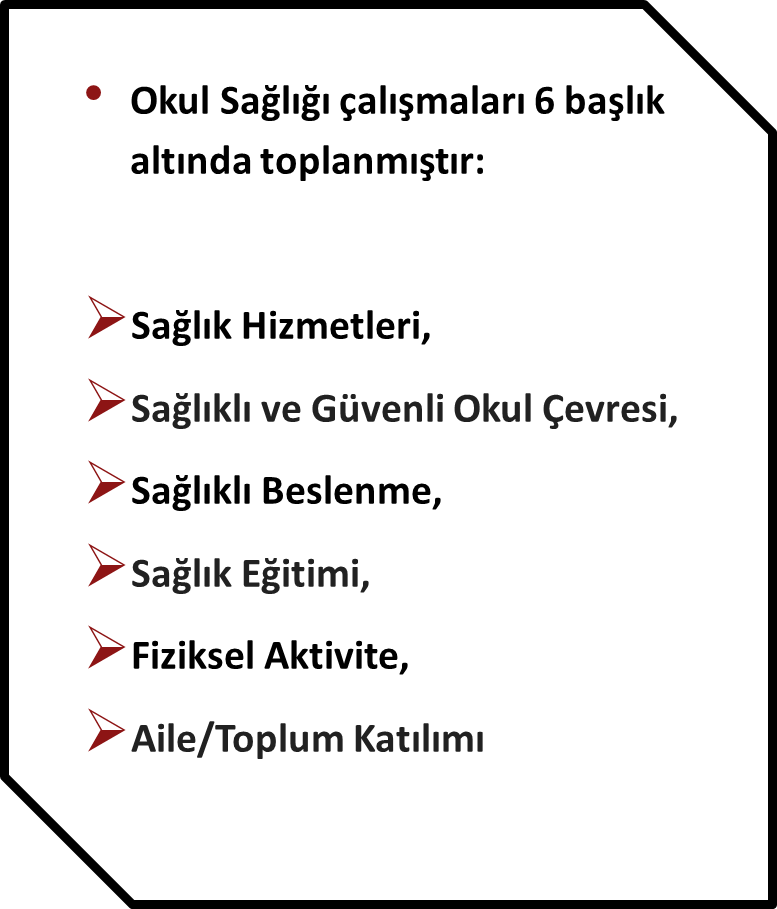 • Okul Sağlığı çalışmaları 6 başlık
altında toplanmıştır:
Sağlık Hizmetleri,
Sağlıklı ve Güvenli Okul Çevresi,
Sağlıklı Beslenme,
Sağlık Eğitimi,
Fiziksel Aktivite,
Aile/Toplum Katılımı